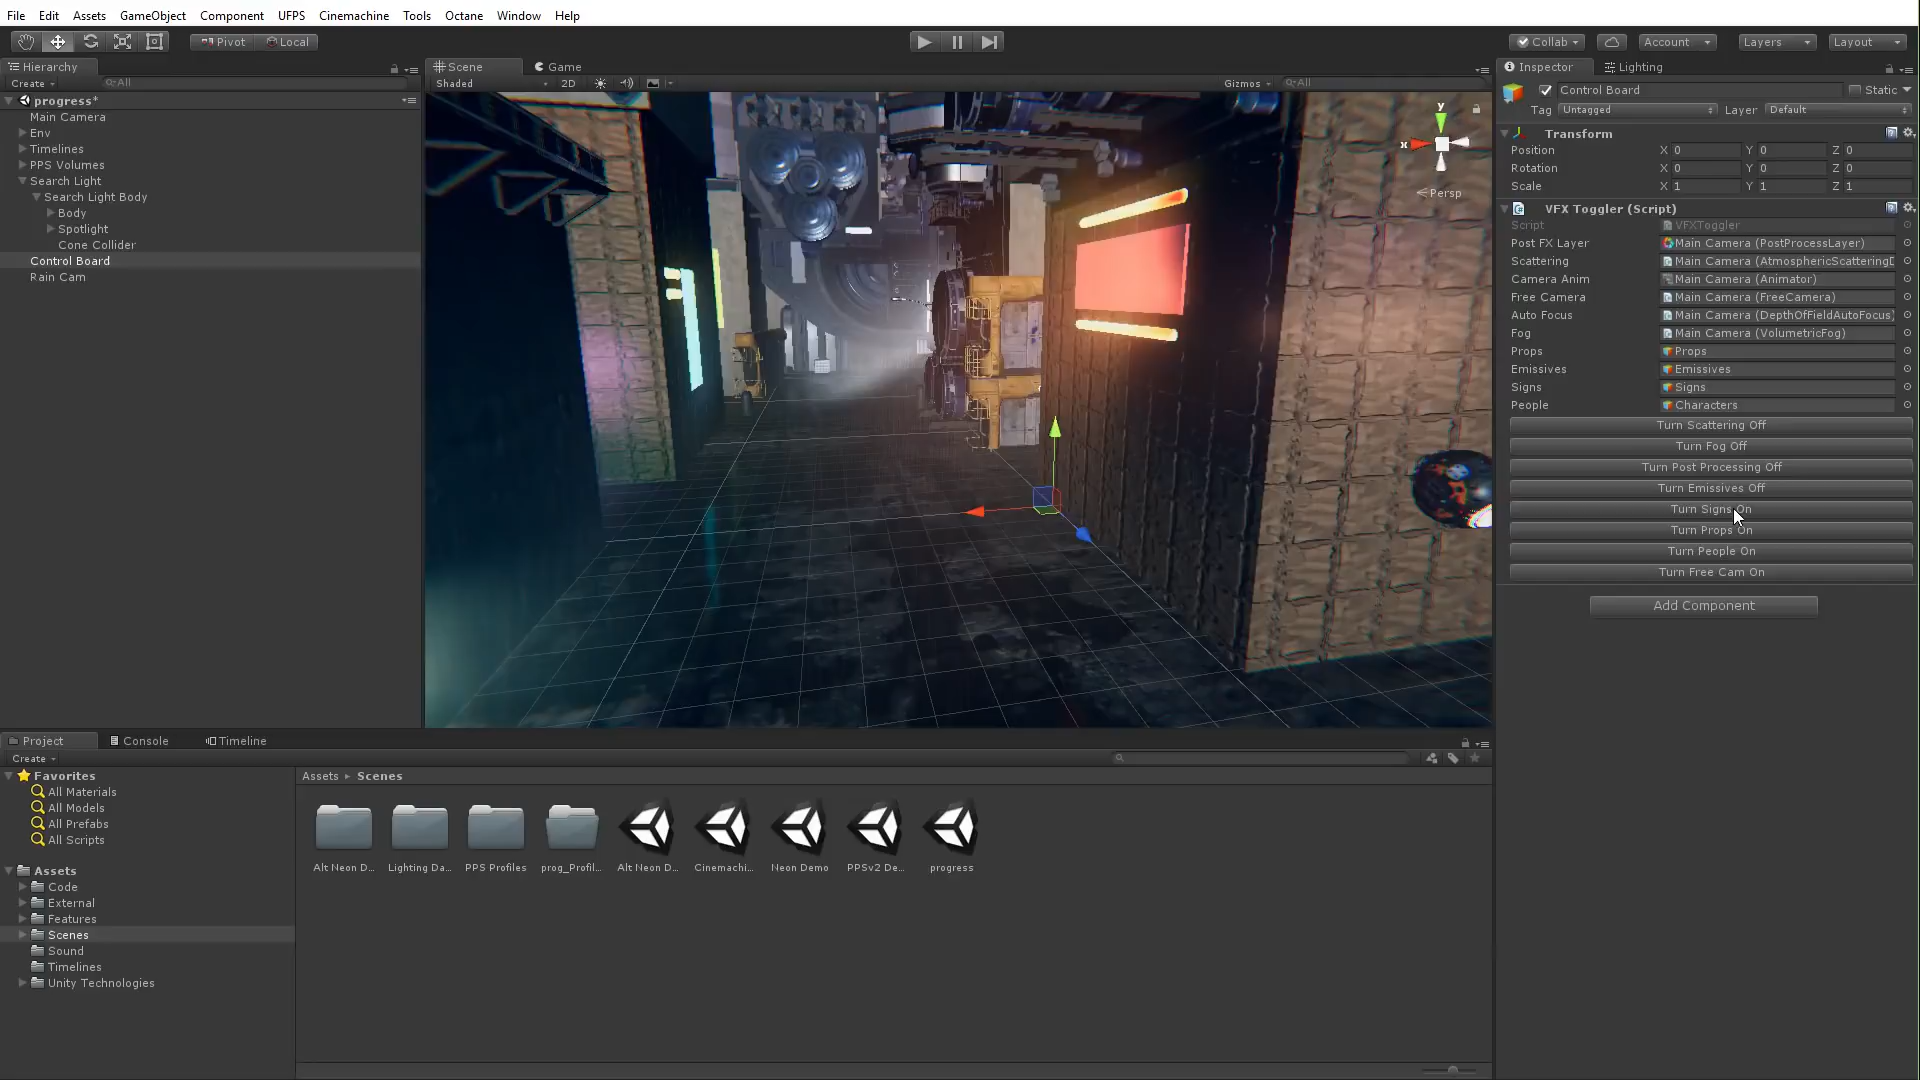 File Edit Assets GameObject Component UFPS Cinemachine Tools Octane Window Help
Pivot Local Collab Account Layers Layout
Hierarchy
Create All
progress*
Main Camera
Env
Timelines
PPS Volumes
Search Light
Search Light Body
Body
Spotlight
Cone Collider
Control Board
Rain Cam
Scene Game
Shaded 2D Gizmos All
y
x
Persp
Inspector Lighting
Control Board Static
Tag Untagged Layer Default
Transform
Position X 0 Y 0 Z 0
Rotation X 0 Y 0 Z 0
Scale X 1 Y 1 Z 1
VFX Toggler (Script)
Script VFXToggler
Post FX Layer Main Camera (PostProcessLayer)
Scattering Main Camera (AtmosphericScattering
Camera Anim Main Camera (Animator)
Free Camera Main Camera (FreeCamera)
Auto Focus Main Camera (DepthOfFieldAutoFocus)
Fog Main Camera (VolumetricFog)
Props Props
Emissives Emissives
Signs Signs
People Characters
Turn Scattering Off
Turn Fog Off
Turn Post Processing Off
Turn Emissives Off
Turn Signs On
Turn Props On
Turn People On
Turn Free Cam On
Add Component
Project Console Timeline
Create
Favorites
All Materials
All Models
All Prefabs
All Scripts
Assets
Code
External
Features
Scenes
Sound
Timelines
Unity Technologies
Assets Scenes
Alt Neon D... Lighting Da... PPS Profiles prog_Profil... Alt Neon D... Cinemachi... Neon Demo PPSv2 De... progress